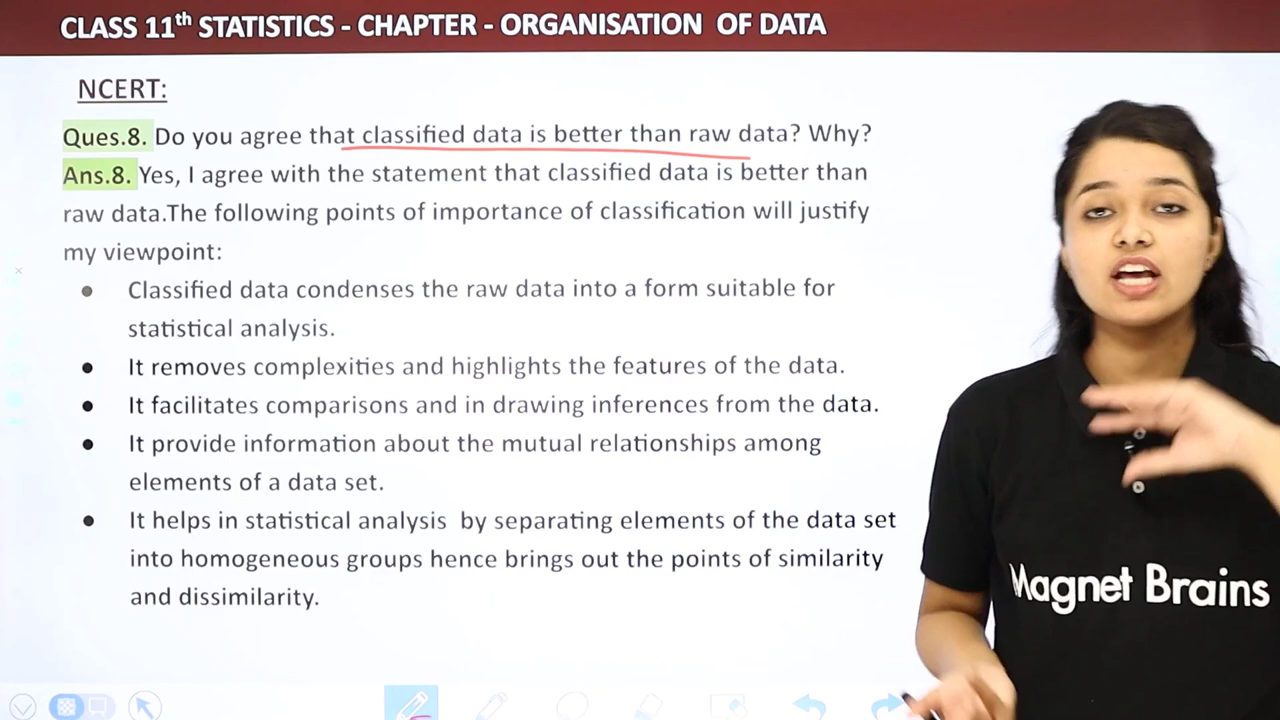 CLASS 11th STATISTICS - CHAPTER - ORGANISATION OF DATA
NCERT:
Ques.8. Do you agree that classified data is better than raw data? Why?
Ans.8. Yes, I agree with the statement that classified data is better than
raw data.The following points of importance of classification will justify
my viewpoint:
● Classified data condenses the raw data into a form suitable for
statistical analysis.
● It removes complexities and highlights the features of the data.
● It facilitates comparisons and in drawing inferences from the data.
● It provide information about the mutual relationships among
elements of a data set.
● It helps in statistical analysis by separating elements of the data set
into homogeneous groups hence brings out the points of similarity
and dissimilarity.
Magnet Brains